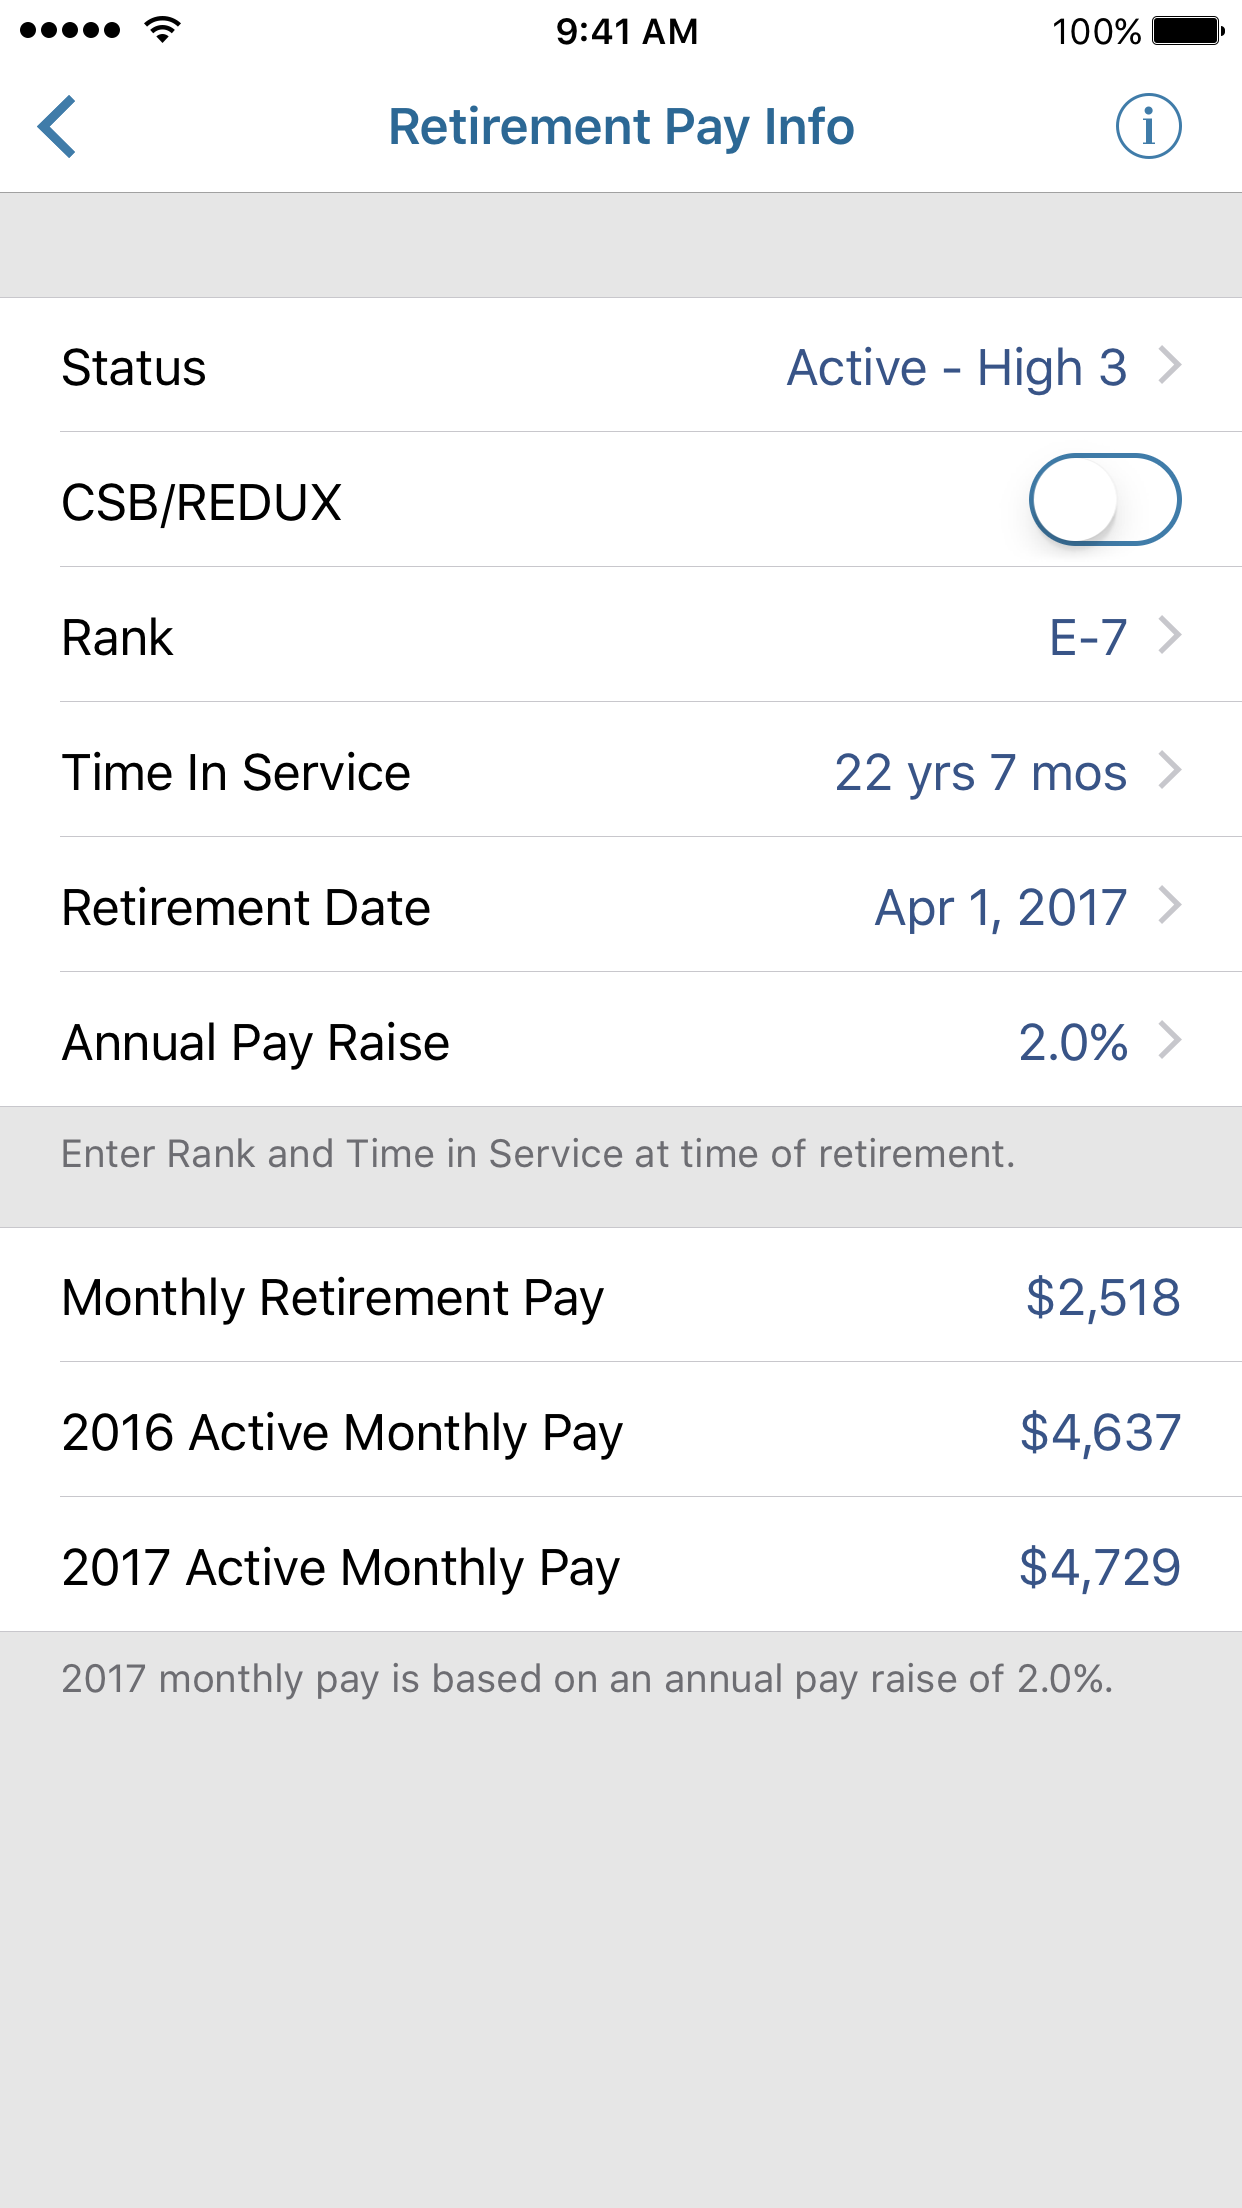 9:41 AM
100%
Retirement Pay Info
Status Active - High 3
CSB/REDUX
Rank E-7
Time In Service 22 yrs 7 mos
Retirement Date Apr 1, 2017
Annual Pay Raise 2.0%
Enter Rank and Time in Service at time of retirement.
Monthly Retirement Pay $2,518
2016 Active Monthly Pay $4,637
2017 Active Monthly Pay $4,729
2017 monthly pay is based on an annual pay raise of 2.0%.